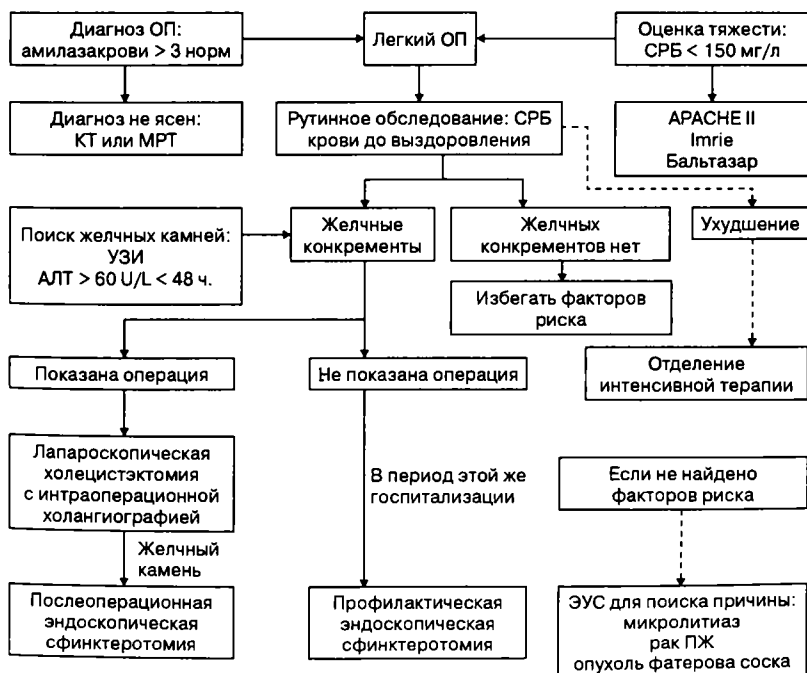 Диагноз ОП:
амилазакрови > 3 норм
Легкий ОП
Оценка тяжести:
СРБ < 150 мг/л
Диагноз не ясен:
КТ или МРТ
Рутинное обследование: СРБ
крови до выздоровления
APACHE II
Imrie
Бальтазар
Поиск желчных камней:
УЗИ
АЛТ > 60 U/L < 48 ч.
Желчные
конкременты
Желчных
конкрементов нет
Ухудшение
Избегать факторов
риска
Показана операция
Не показана операция
Отделение
интенсивной терапии
Лапароскопическая
холецистэктомия
с интраоперационной
холангиографией
В период этой же
госпитализации
Если не найдено
факторов риска
Желчный
камень
Послеоперационная
эндоскопическая
сфинктеротомия
Профилактическая
эндоскопическая
сфинктеротомия
ЭУС для поиска причины:
микролитиаз
рак ПЖ
опухоль фатерова соска